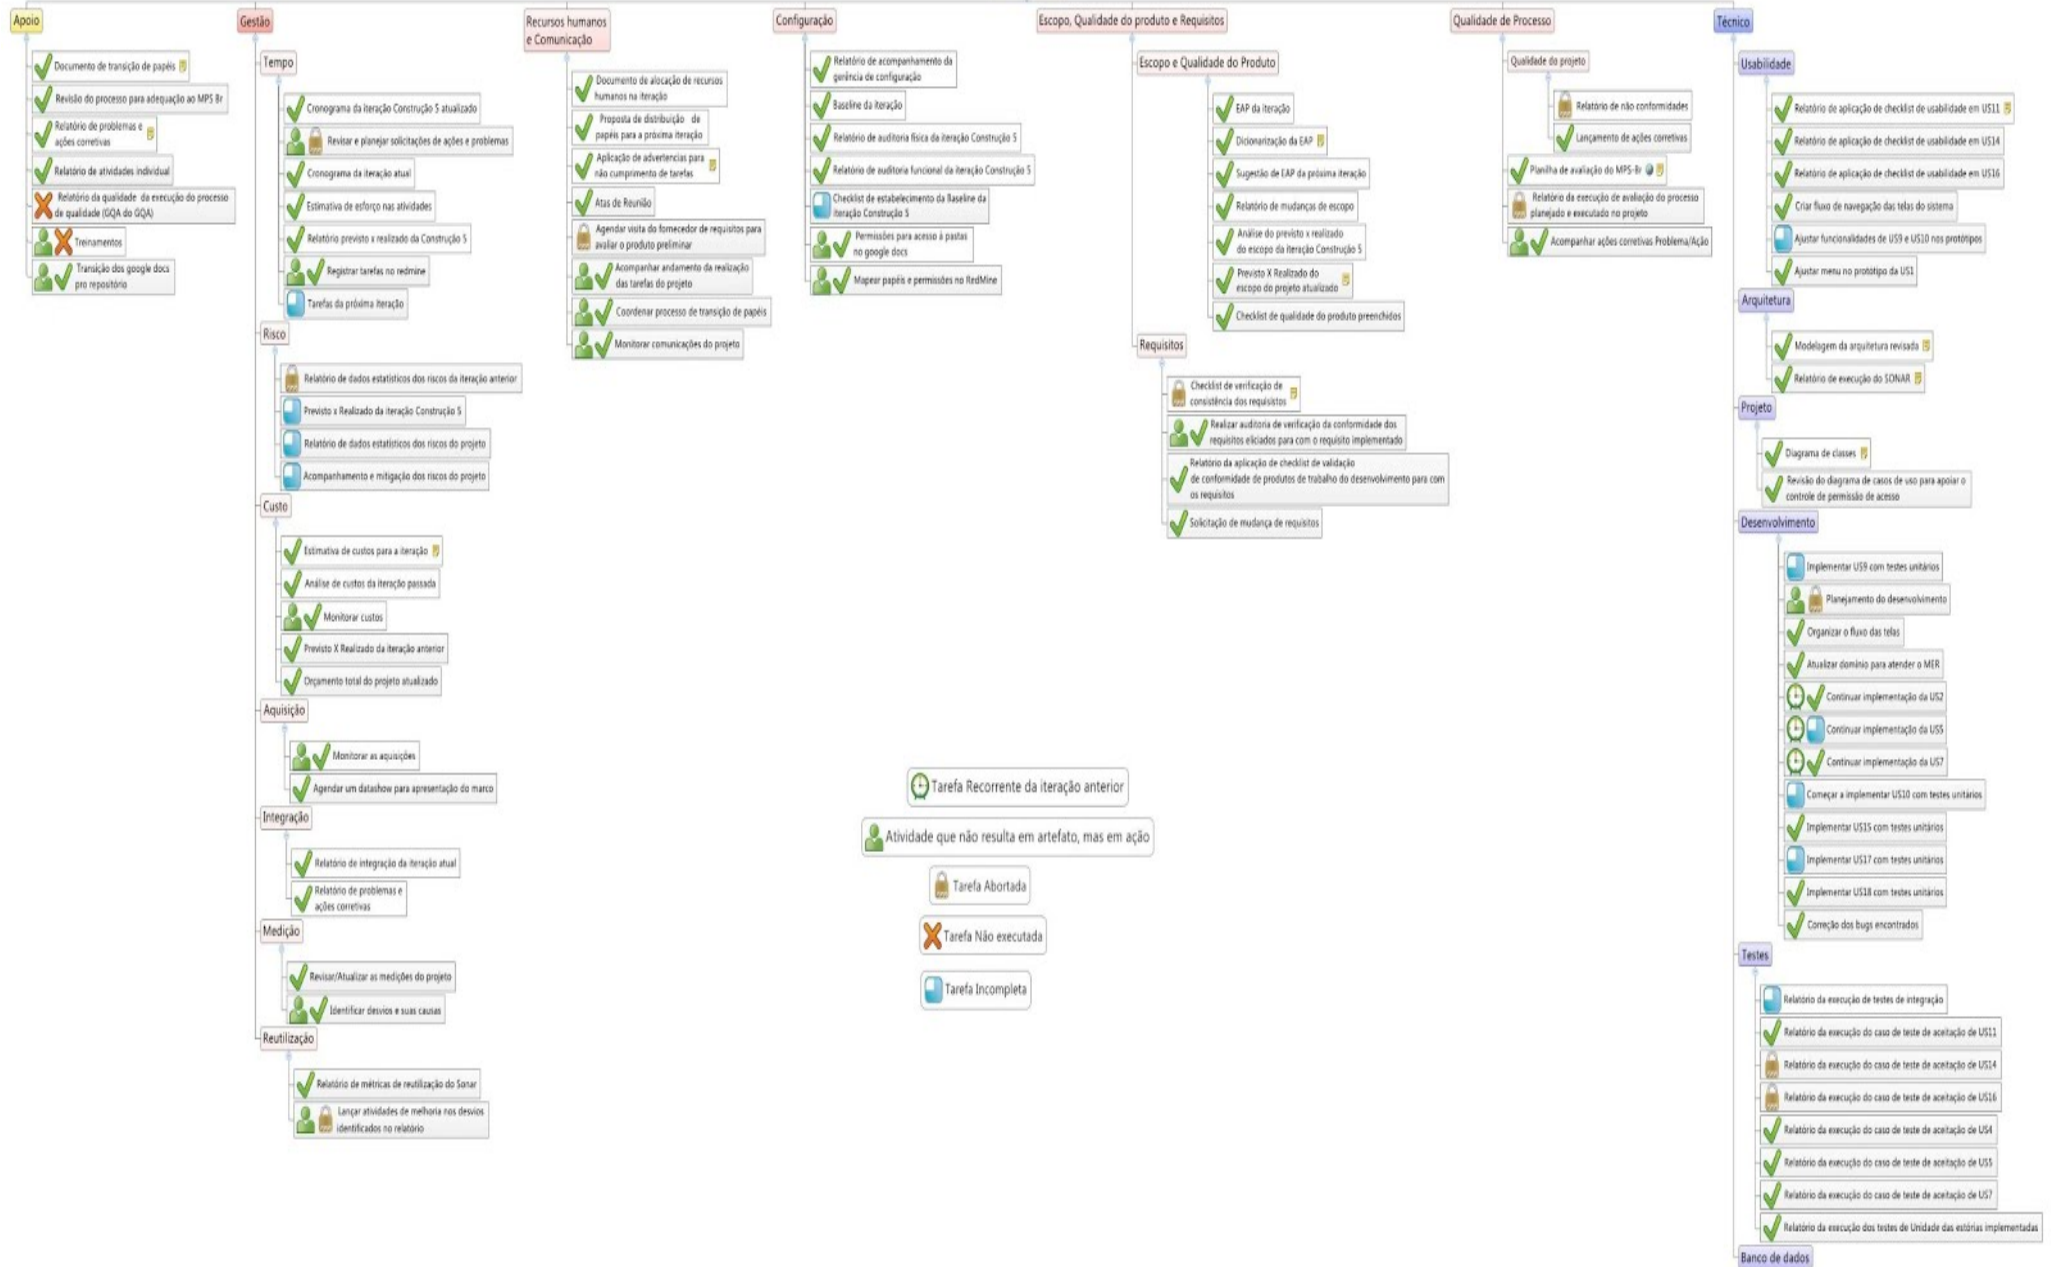 Apoio
Documento de transição de papéis
Revisão do processo para adequação ao MPS Br
Relatório de problemas e
ações corretivas
Relatório de atividades individual
Relatório da qualidade da execução do processo
de qualidade (GQA do GQA)
Treinamentos
Transição dos google docs
pro repositório
Gestão
Tempo
Cronograma da iteração Construção 5 atualizado
Revisar e planejar solicitações de ações e problemas
Cronograma da iteração atual
Estimativa de esforço nas atividades
Relatório previsto x realizado da Construção 5
Registrar tarefas no redmine
Tarefas da próxima iteração
Risco
Relatório de dados estatísticos dos riscos da iteração anterior
Previsto x Realizado da iteração Construção 5
Relatório de dados estatísticos dos riscos do projeto
Acompanhamento e mitigação dos riscos do projeto
Custo
Estimativa de custos para a iteração
Análise de custos da iteração passada
Monitorar custos
Previsto X Realizado da iteração anterior
Orçamento total do projeto atualizado
Aquisição
Monitorar as aquisições
Agendar um datashow para apresentação do marco
Integração
Relatório de integração da iteração atual
Relatório de problemas e
ações corretivas
Medição
Revisar/Atualizar as medições do projeto
Identificar desvios e suas causas
Reutilização
Relatório de métricas de reutilização do Sonar
Lançar atividades de melhoria nos desvios
identificados no relatório
Recursos humanos
e Comunicação
Documento de alocação de recursos
humanos na iteração
Proposta de distribuição de
papéis para a próxima iteração
Aplicação de advertencias para
não cumprimento de tarefas
Atas de Reunião
Agendar visita do fornecedor de requisitos para
avaliar o produto preliminar
Acompanhar andamento da realização
das tarefas do projeto
Coordenar processo de transição de papéis
Monitorar comunicações do projeto
Configuração
Relatório de acompanhamento da
gerência de configuração
Baseline da iteração
Relatório de auditoria física da iteração Construção 5
Relatório de auditoria funcional da iteração Construção 5
Checklist de estabelecimento da Baseline da
iteração Construção 5
Permissões para acesso à pastas
no google docs
Mapear papéis e permissões no RedMine
Escopo, Qualidade do produto e Requisitos
Escopo e Qualidade do Produto
EAP da iteração
Dicionarização da EAP
Sugestão de EAP da próxima iteração
Relatório de mudanças de escopo
Análise do previsto x realizado
do escopo da iteração Construção 5
Previsto X Realizado do
escopo do projeto atualizado
Checklist de qualidade do produto preenchidos
Requisitos
Checklist de verificação de
consistência dos requisistos
Realizar auditoria de verificação da conformidade dos
requisitos eliciados para com o requisito implementado
Relatório da aplicação de checklist de validação
de conformidade de produtos de trabalho do desenvolvimento para com
os requisitos
Solicitação de mudança de requisitos
Qualidade de Processo
Qualidade do projeto
Relatório de não conformidades
Lançamento de ações corretivas
Planilha de avaliação do MPS-Br
Relatório da execução de avaliação do processo
planejado e executado no projeto
Acompanhar ações corretivas Problema/Ação
Técnico
Usabilidade
Relatório de aplicação de checklist de usabilidade em US11
Relatório de aplicação de checklist de usabilidade em US14
Relatório de aplicação de checklist de usabilidade em US16
Criar fluxo de navegação das telas do sistema
Ajustar funcionalidades de US9 e US10 nos protótipos
Ajustar menu no protótipo da US1
Arquitetura
Modelagem da arquitetura revisada
Relatório de execução do SONAR
Projeto
Diagrama de classes
Revisão do diagrama de casos de uso para apoiar o
controle de permissão de acesso
Desenvolvimento
Implementar US9 com testes unitários
Planejamento do desenvolvimento
Organizar o fluxo das telas
Atualizar domínio para atender o MER
Continuar implementação da US2
Continuar implementação da US5
Continuar implementação da US7
Começar a implementar US10 com testes unitários
Implementar US15 com testes unitários
Implementar US17 com testes unitários
Implementar US18 com testes unitários
Correção dos bugs encontrados
Testes
Relatório da execução de testes de integração
Relatório da execução do caso de teste de aceitação de US11
Relatório da execução do caso de teste de aceitação de US14
Relatório da execução do caso de teste de aceitação de US16
Relatório da execução do caso de teste de aceitação de US4
Relatório da execução do caso de teste de aceitação de US5
Relatório da execução do caso de teste de aceitação de US7
Relatório da execução dos testes de Unidade das estórias implementadas
Banco de dados
Tarefa Recorrente da iteração anterior
Atividade que não resulta em artefato, mas em ação
Tarefa Abortada
Tarefa Não executada
Tarefa Incompleta